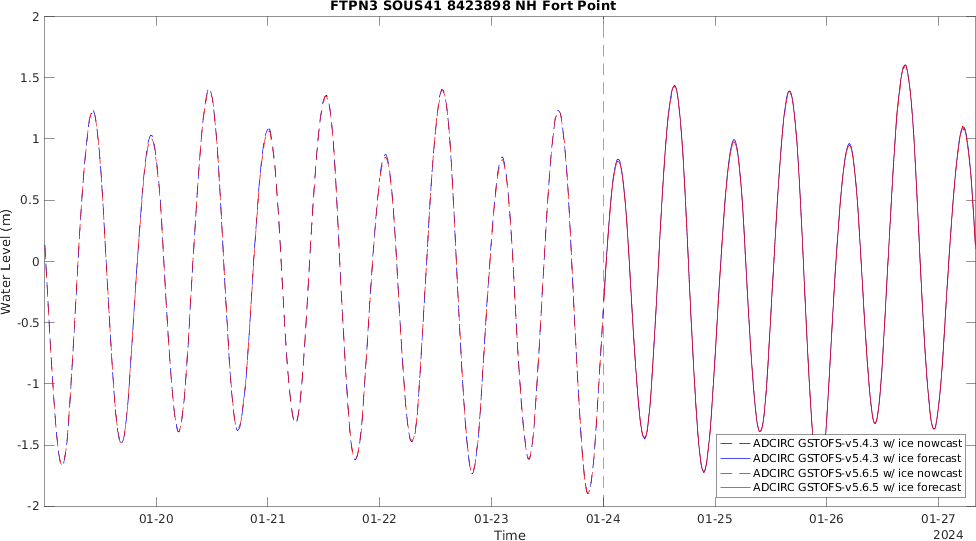 FTPN3 SOUS41 8423898 NH Fort Point
2
1.5
1
0.5
0
-0.5
-1
-1.5
-2
Water Level (m)
ADCIRC GSTOFS-v5.4.3 w/ ice nowcast
ADCIRC GSTOFS-v5.4.3 w/ ice forecast
ADCIRC GSTOFS-v5.6.5 w/ ice nowcast
ADCIRC GSTOFS-v5.6.5 w/ ice forecast
01-20 01-21 01-22 01-23 01-24 01-25 01-26 01-27
Time 2024